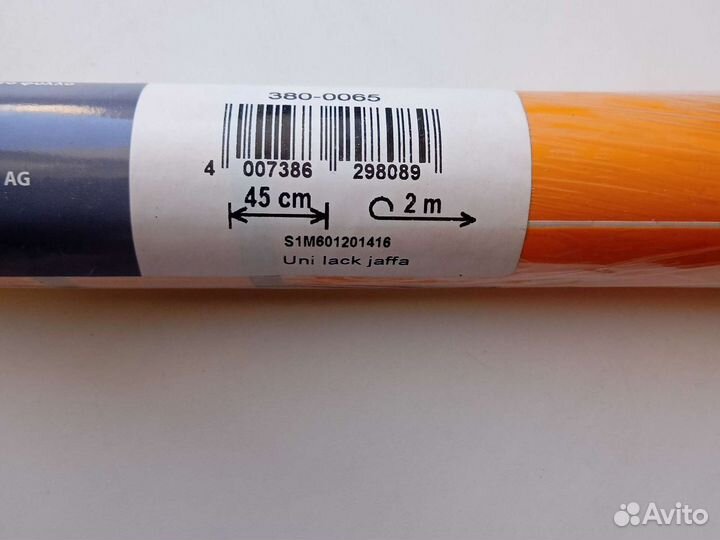 380-0065
4 007386 298089
45 cm 2 m
S1M601201416
Uni lack jaffa
AG
Avito